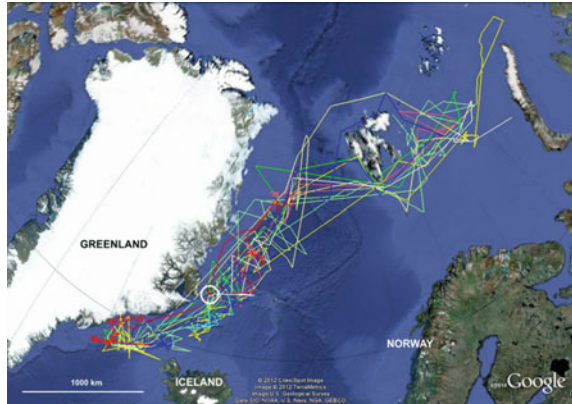 GREENLAND
NORWAY
1000 km
ICELAND
© 2012 Cnes/Spot Image
Image © 2012 TerraMetrics
Image U.S. Geological Survey
Data SIO, NOAA, U.S. Navy, NGA, GEBCO
©2010 Google